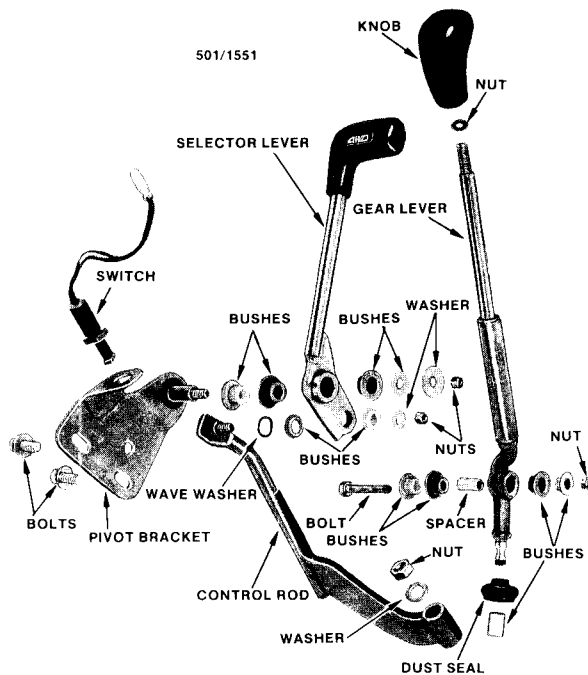 KNOB
501/1551
NUT
SELECTOR LEVER
4WD
GEAR LEVER
SWITCH
WASHER
BUSHES
BUSHES
BUSHES
NUTS
WAVE WASHER
NUT
BOLT
SPACER
BOLTS
BUSHES
BUSHES
PIVOT BRACKET
NUT
CONTROL ROD
WASHER
DUST SEAL